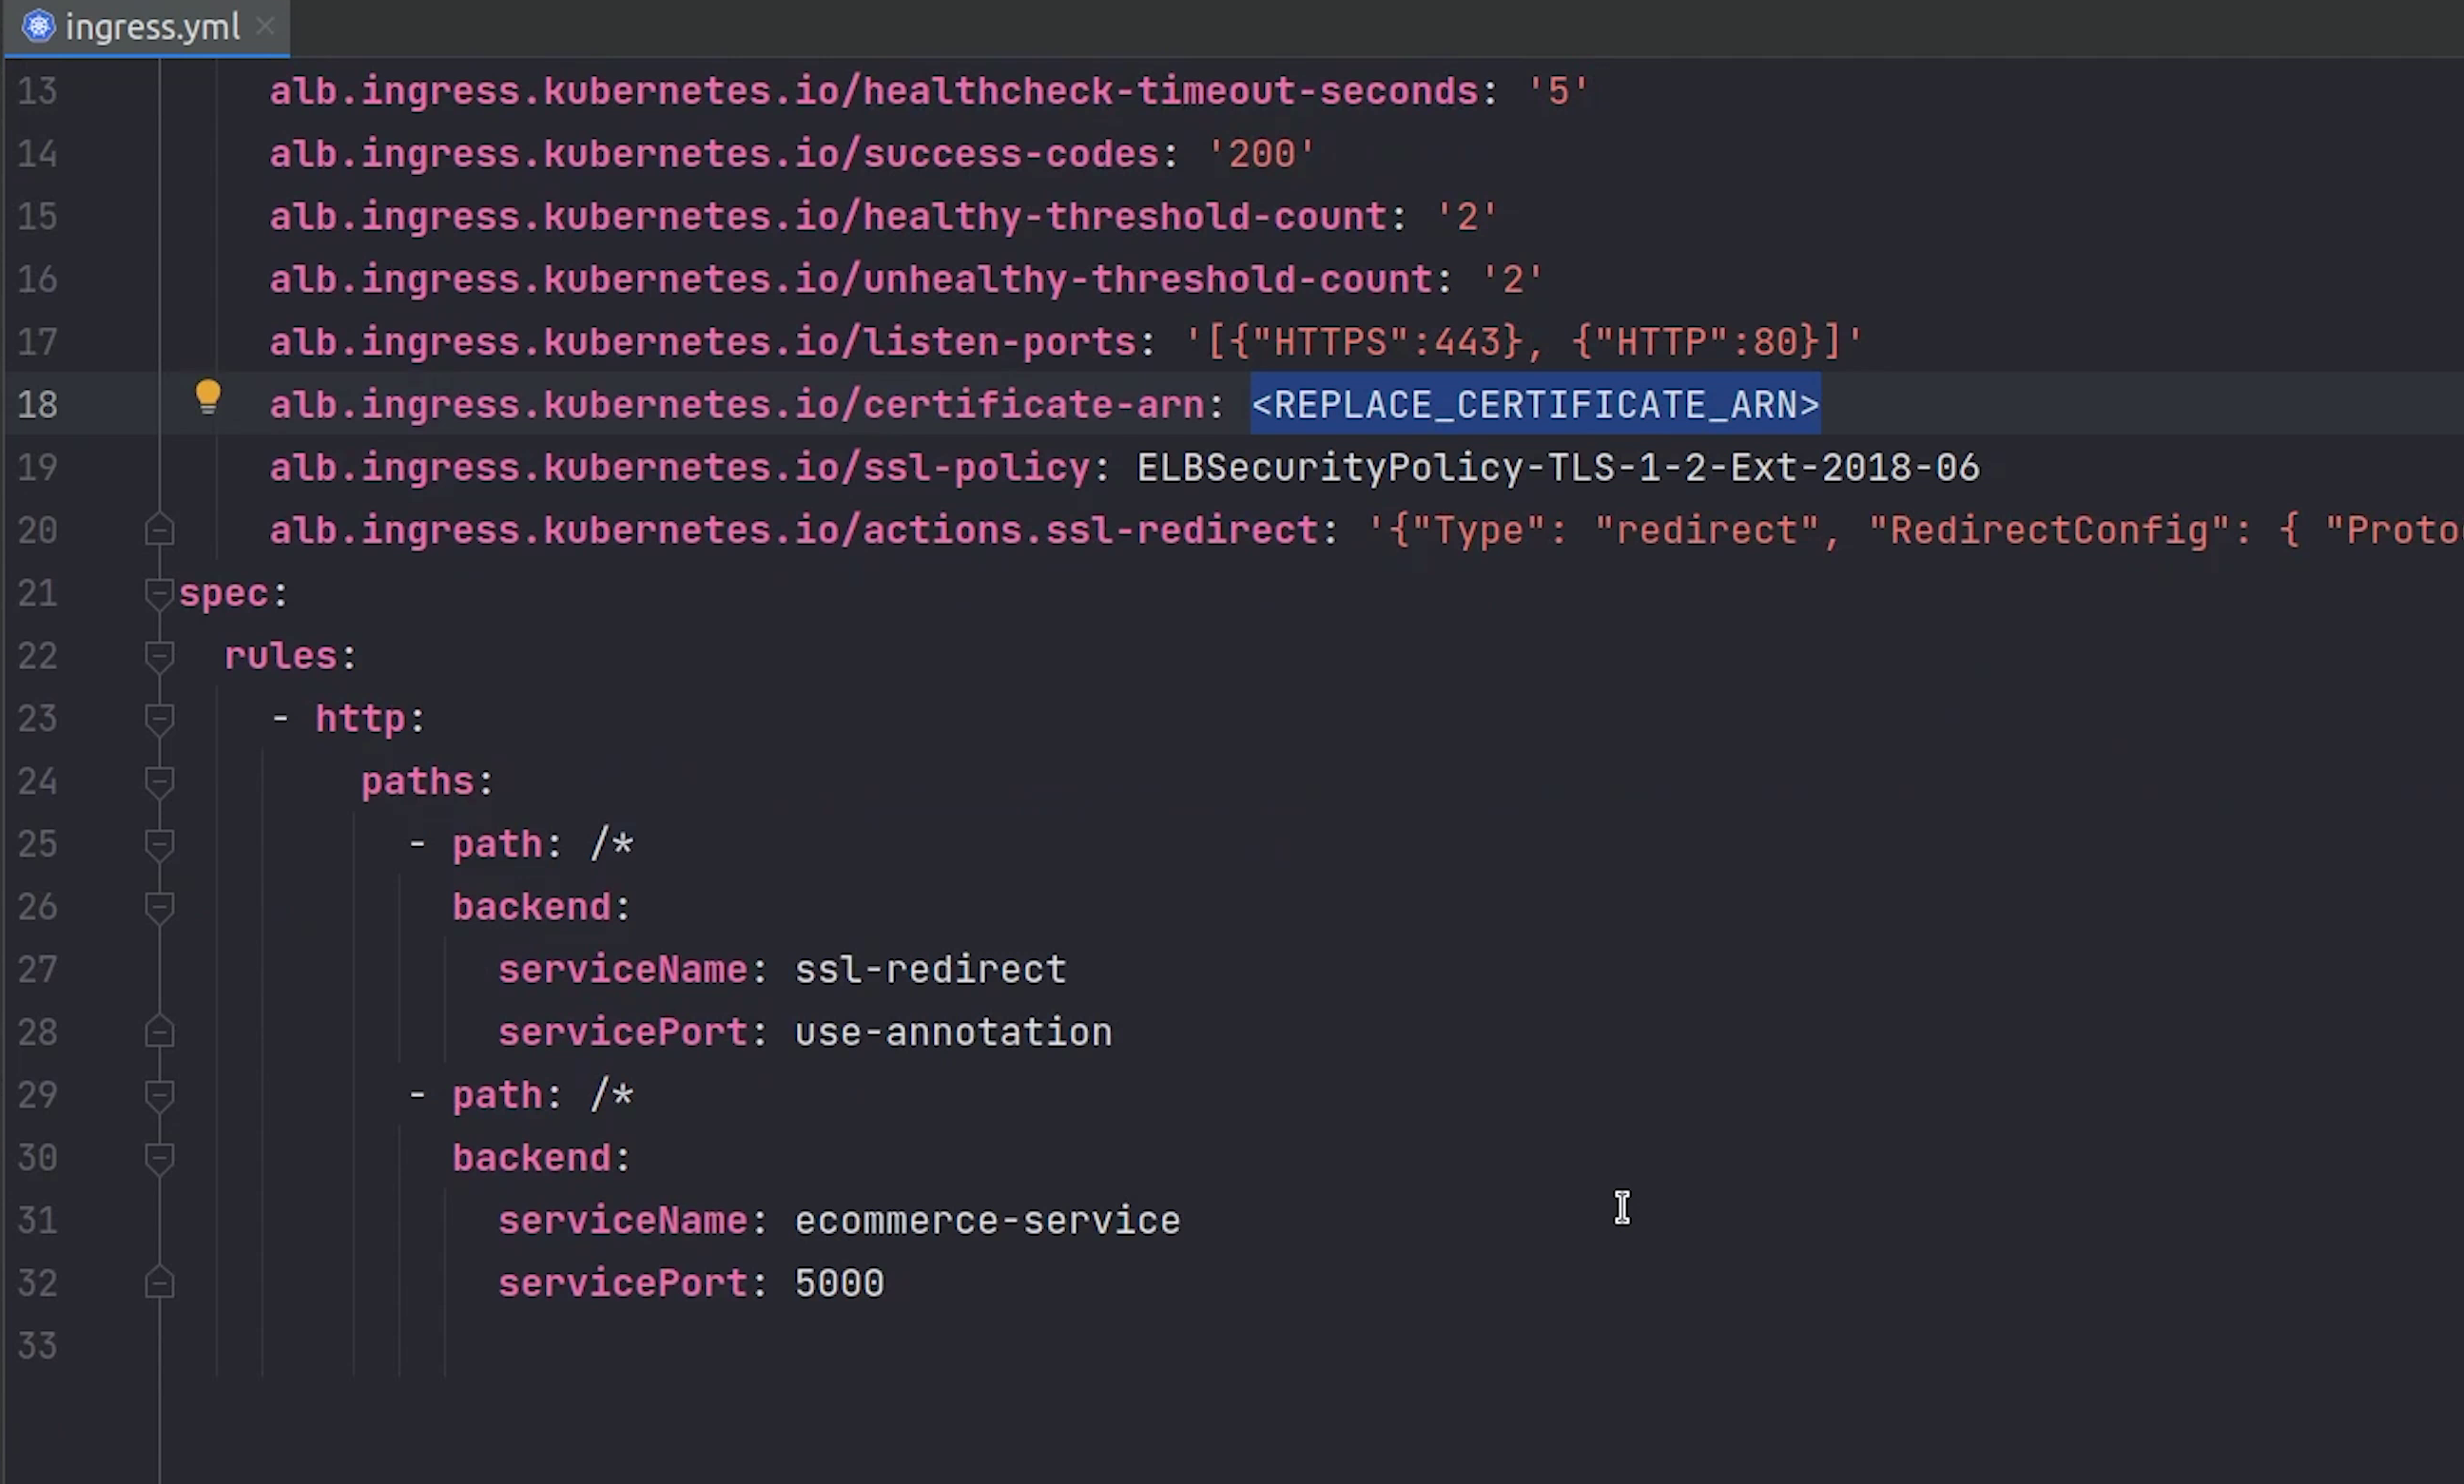 ingress.yml
13 alb.ingress.kubernetes.io/healthcheck-timeout-seconds: '5'
14 alb.ingress.kubernetes.io/success-codes: '200'
15 alb.ingress.kubernetes.io/healthy-threshold-count: '2'
16 alb.ingress.kubernetes.io/unhealthy-threshold-count: '2'
17 alb.ingress.kubernetes.io/listen-ports: '[{"HTTPS":443}, {"HTTP":80}]'
18 alb.ingress.kubernetes.io/certificate-arn: <REPLACE_CERTIFICATE_ARN>
19 alb.ingress.kubernetes.io/ssl-policy: ELBSecurityPolicy-TLS-1-2-Ext-2018-06
20 alb.ingress.kubernetes.io/actions.ssl-redirect: '{"Type": "redirect", "RedirectConfig": { "Proto
21 spec:
22 rules:
23 - http:
24 paths:
25 - path: /*
26 backend:
27 serviceName: ssl-redirect
28 servicePort: use-annotation
29 - path: /*
30 backend:
31 serviceName: ecommerce-service
32 servicePort: 5000
33